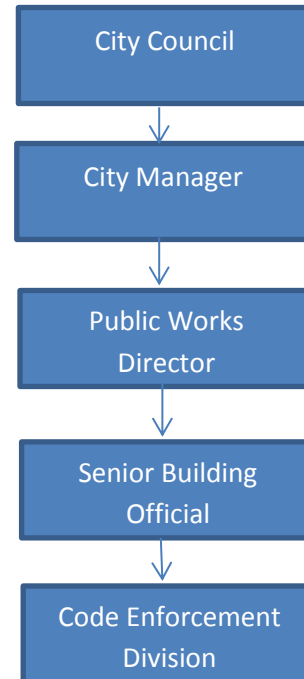 City Council
City Manager
Public Works
Director
Senior Building
Official
Code Enforcement
Division